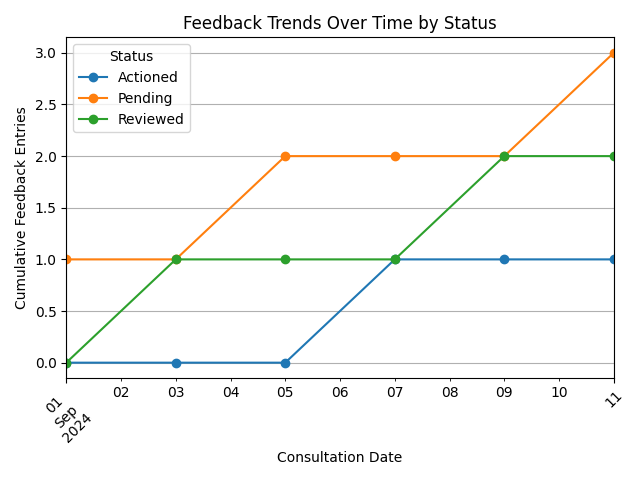 Feedback Trends Over Time by Status
Status
Actioned
Pending
Reviewed
Cumulative Feedback Entries
3.0
2.5
2.0
1.5
1.0
0.5
0.0
01
Sep
2024
02
03
04
05
06
07
08
09
10
11
Consultation Date